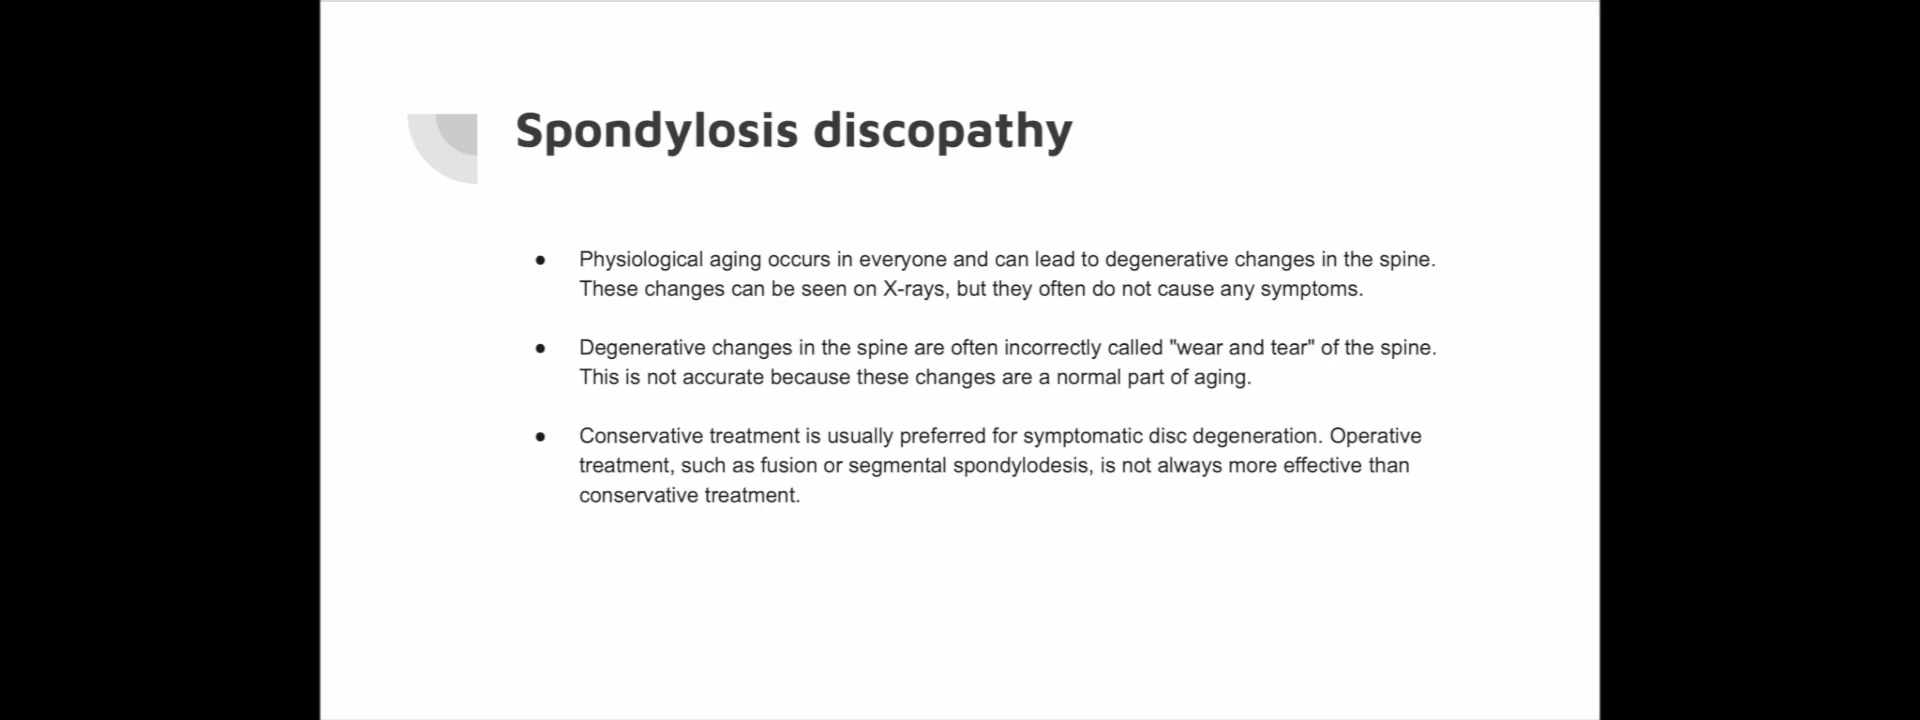 Spondylosis discopathy
● Physiological aging occurs in everyone and can lead to degenerative changes in the spine.
These changes can be seen on X-rays, but they often do not cause any symptoms.
● Degenerative changes in the spine are often incorrectly called "wear and tear" of the spine.
This is not accurate because these changes are a normal part of aging.
● Conservative treatment is usually preferred for symptomatic disc degeneration. Operative
treatment, such as fusion or segmental spondylodesis, is not always more effective than
conservative treatment.